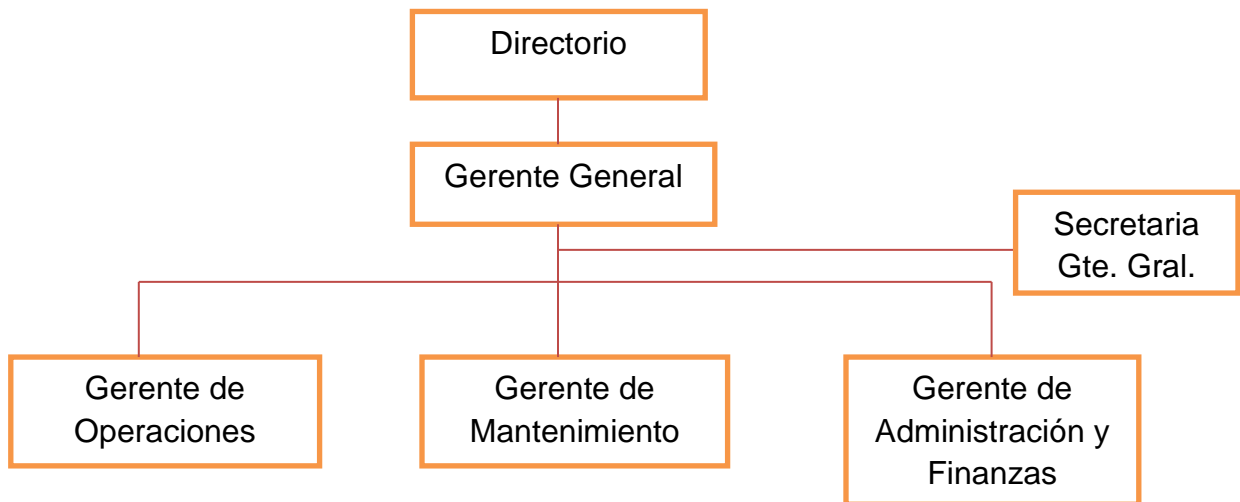 Directorio
Gerente General
Secretaria
Gte. Gral.
Gerente de
Operaciones
Gerente de
Mantenimiento
Gerente de
Administración y
Finanzas